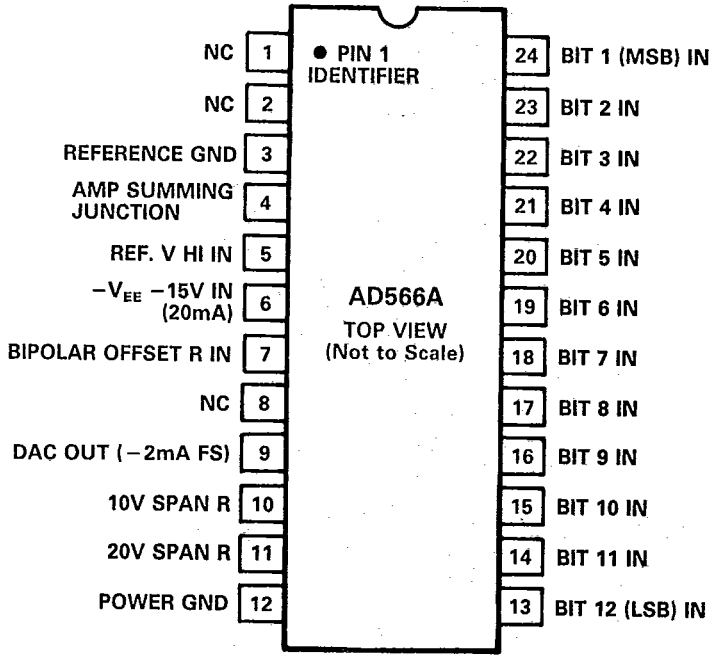 NC 1
NC 2
REFERENCE GND 3
AMP SUMMING
JUNCTION 4
REF. V HI IN 5
−VEE −15V IN
(20mA) 6
BIPOLAR OFFSET R IN 7
NC 8
DAC OUT (−2mA FS) 9
10V SPAN R 10
20V SPAN R 11
POWER GND 12
● PIN 1
IDENTIFIER
AD566A
TOP VIEW
(Not to Scale)
24 BIT 1 (MSB) IN
23 BIT 2 IN
22 BIT 3 IN
21 BIT 4 IN
20 BIT 5 IN
19 BIT 6 IN
18 BIT 7 IN
17 BIT 8 IN
16 BIT 9 IN
15 BIT 10 IN
14 BIT 11 IN
13 BIT 12 (LSB) IN